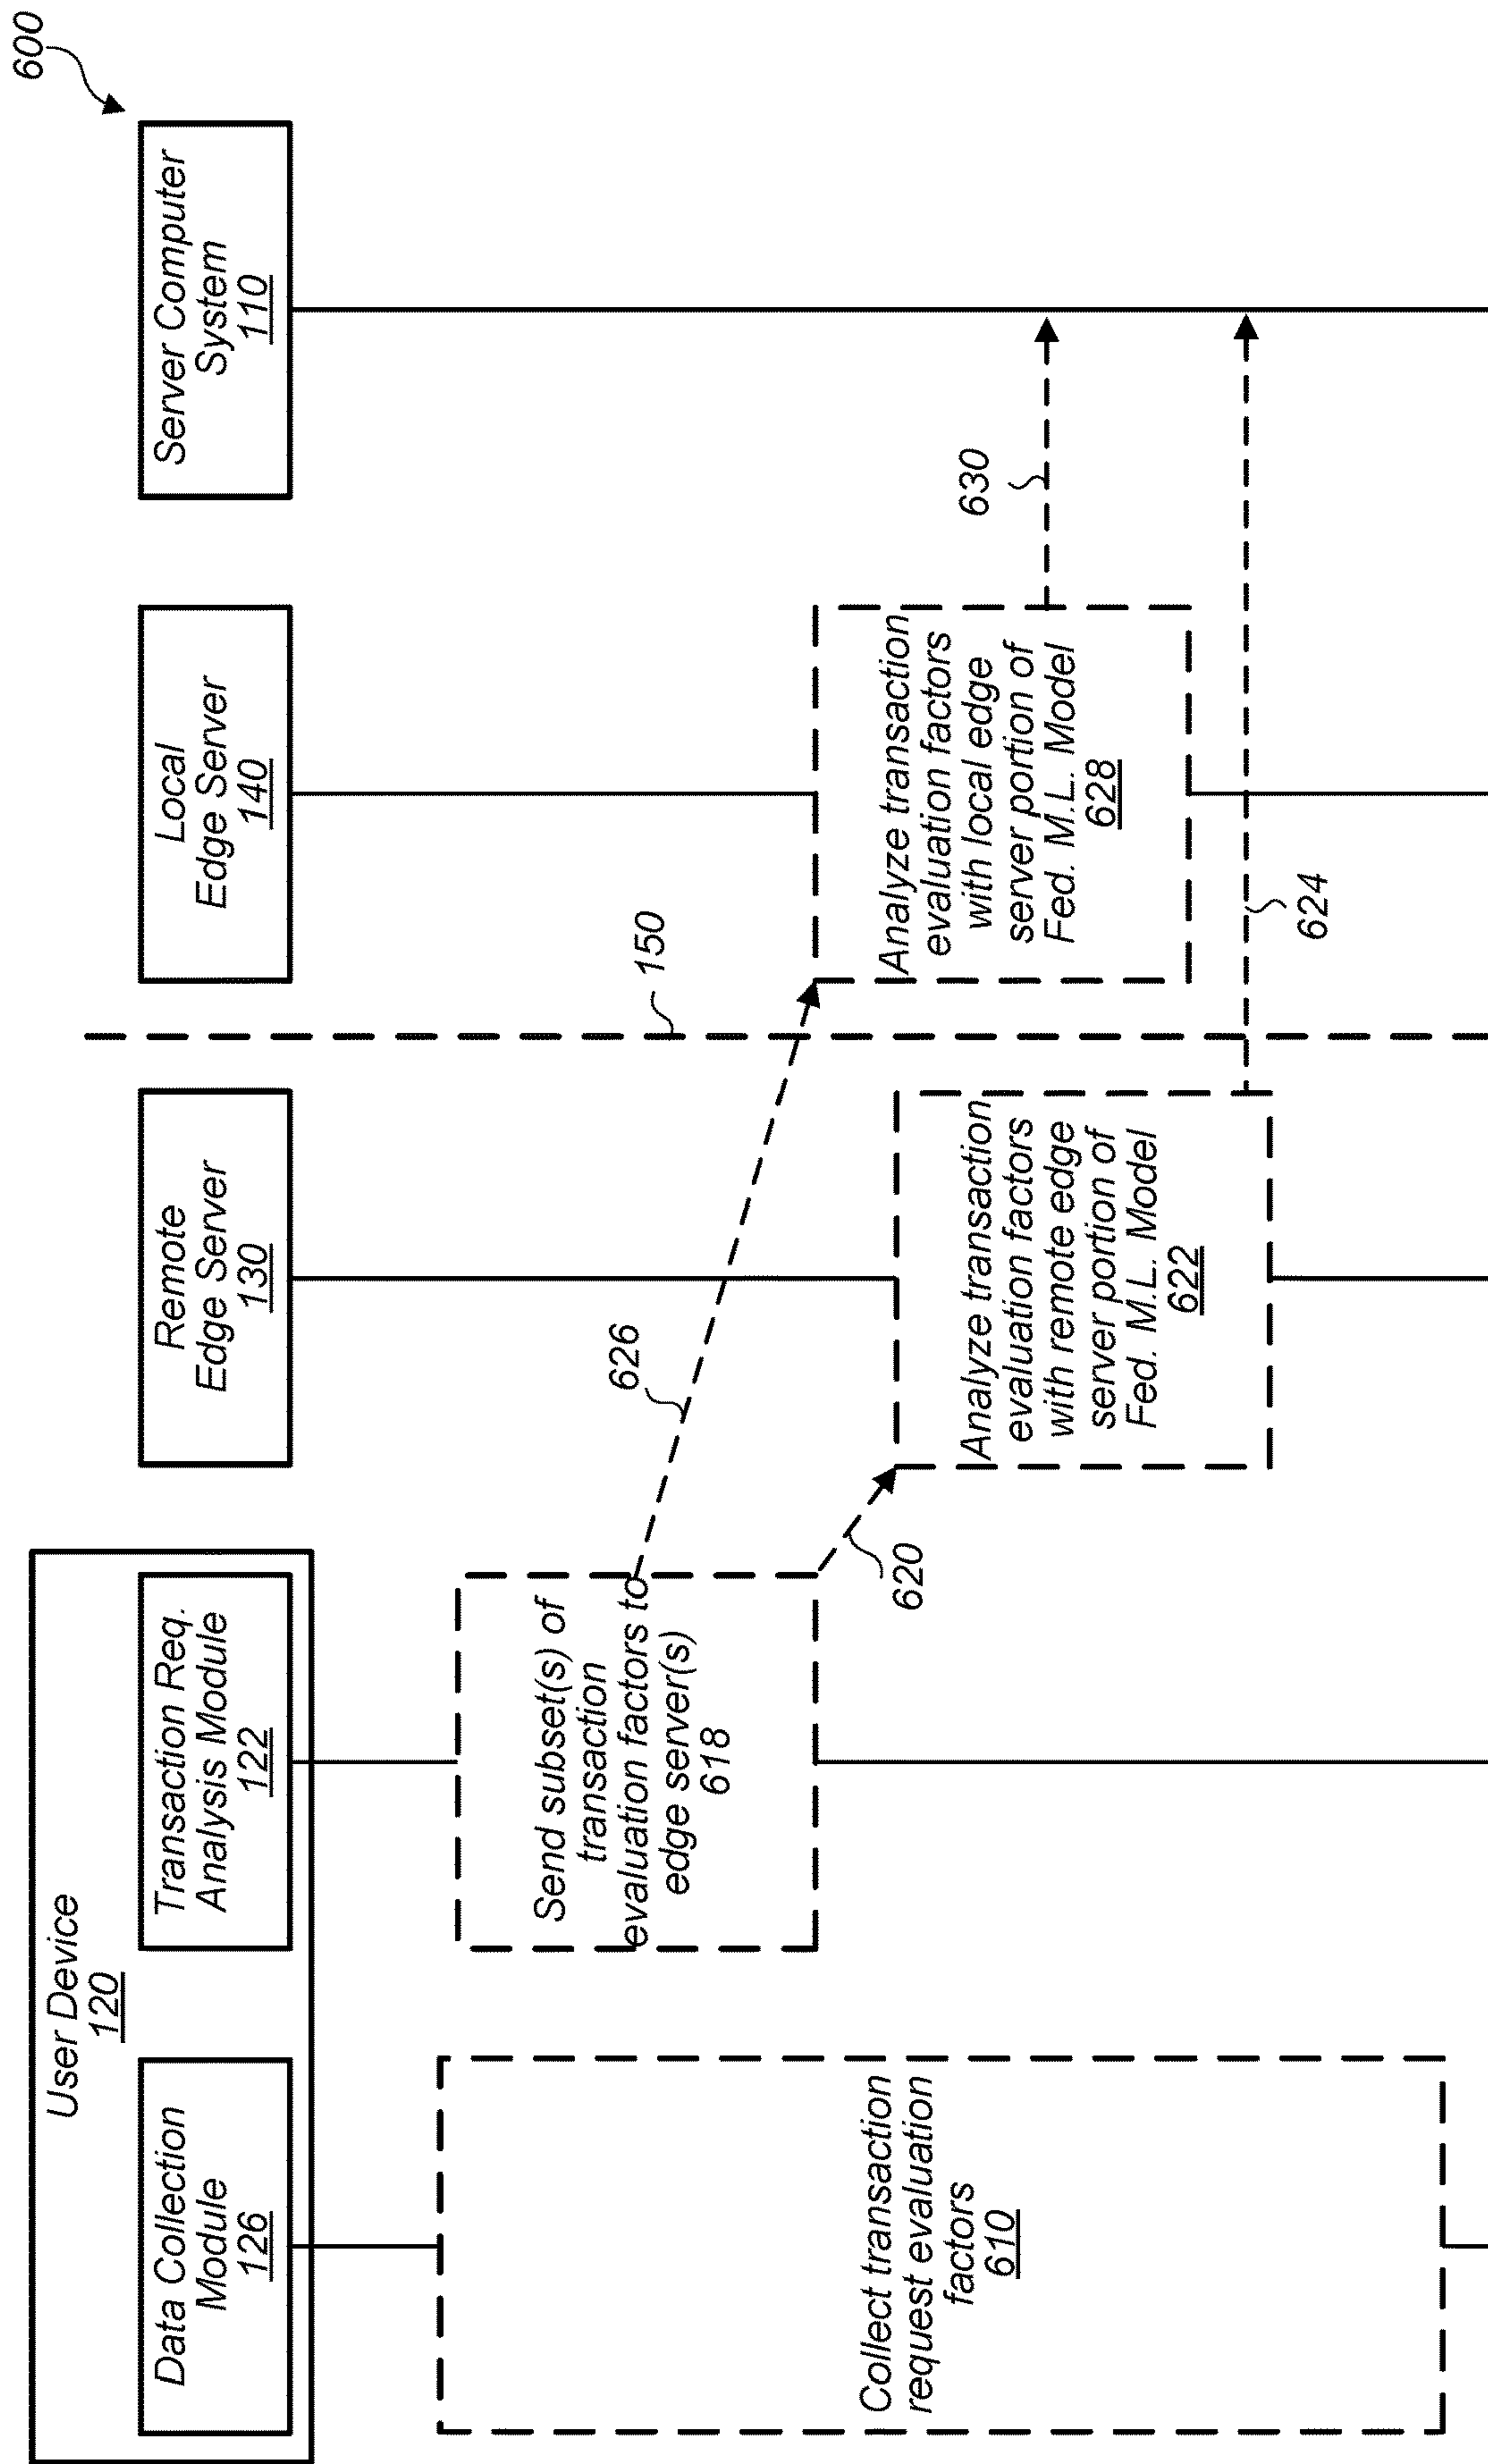 600
User Device
120
Data Collection
Module
126
Transaction Req.
Analysis Module
122
Remote
Edge Server
130
Local
Edge Server
140
Server Computer
System
110
150
Collect transaction
request evaluation
factors
610
Send subset(s) of
transaction
evaluation factors to
edge server(s)
618
626
620
Analyze transaction
evaluation factors
with remote edge
server portion of
Fed. M.L. Model
622
Analyze transaction
evaluation factors
with local edge
server portion of
Fed. M.L. Model
628
630
624